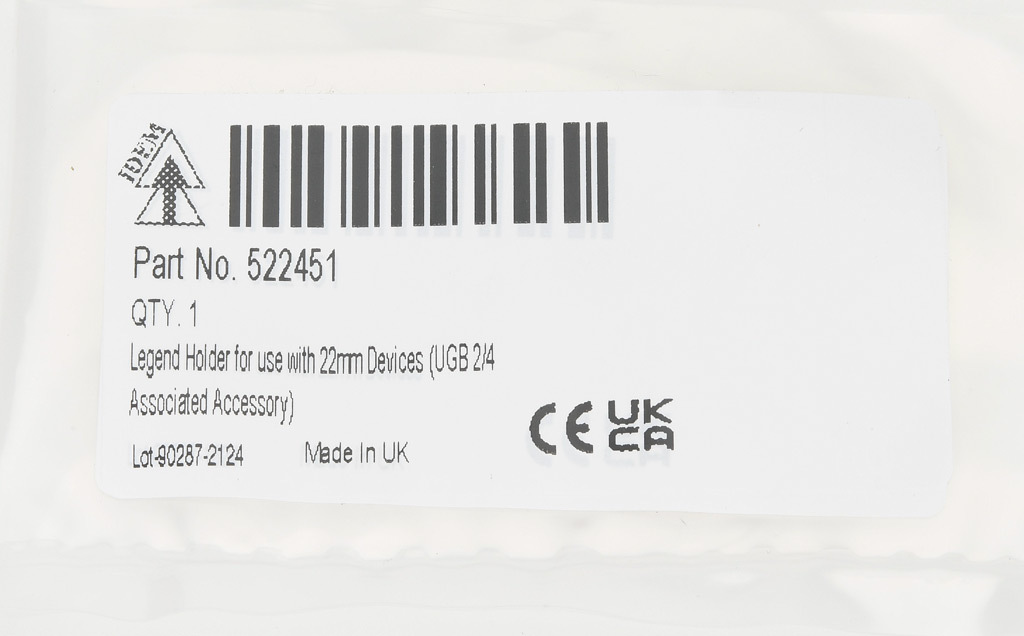 IDEM
Part No. 522451
QTY. 1
Legend Holder for use with 22mm Devices (UGB 2/4
Associated Accessory)
Lot-90287-2124 Made In UK
CE UK
CA